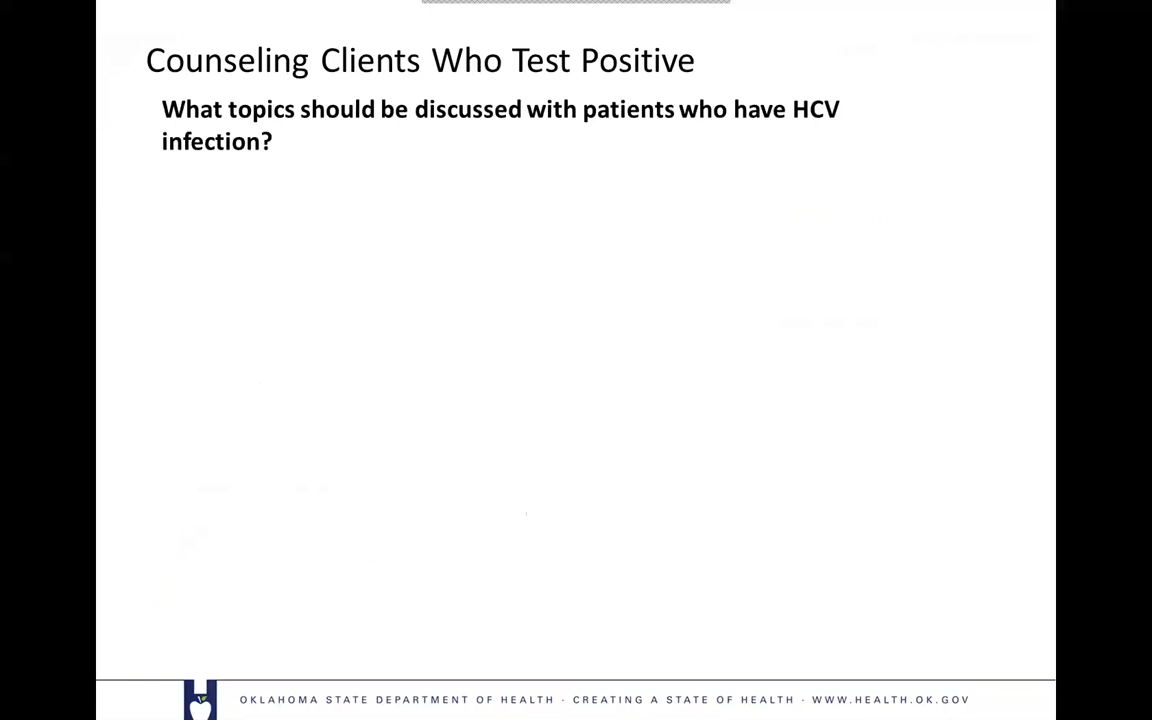 Counseling Clients Who Test Positive
What topics should be discussed with patients who have HCV
infection?
OKLAHOMA STATE DEPARTMENT OF HEALTH · CREATING A STATE OF HEALTH · WWW.HEALTH.OK.GOV